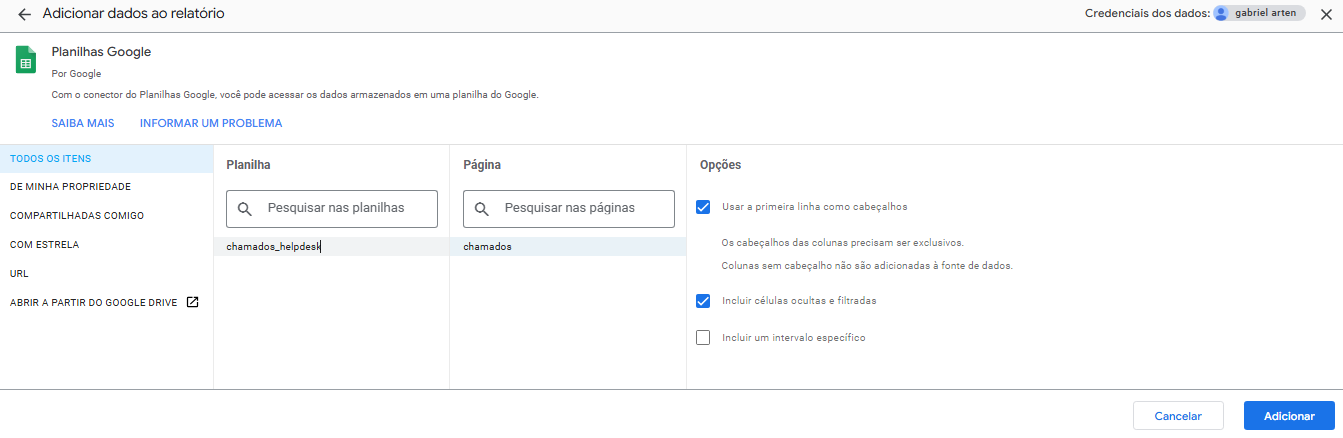 Adicionar dados ao relatório
Credenciais dos dados: gabriel arten
Planilhas Google
Por Google
Com o conector do Planilhas Google, você pode acessar os dados armazenados em uma planilha do Google.
SAIBA MAIS INFORMAR UM PROBLEMA
TODOS OS ITENS
DE MINHA PROPRIEDADE
COMPARTILHADAS COMIGO
COM ESTRELA
URL
ABRIR A PARTIR DO GOOGLE DRIVE
Planilha
Pesquisar nas planilhas
chamados_helpdesk
Página
Pesquisar nas páginas
chamados
Opções
Usar a primeira linha como cabeçalhos
Os cabeçalhos das colunas precisam ser exclusivos.
Colunas sem cabeçalho não são adicionadas à fonte de dados.
Incluir células ocultas e filtradas
Incluir um intervalo específico
Cancelar Adicionar